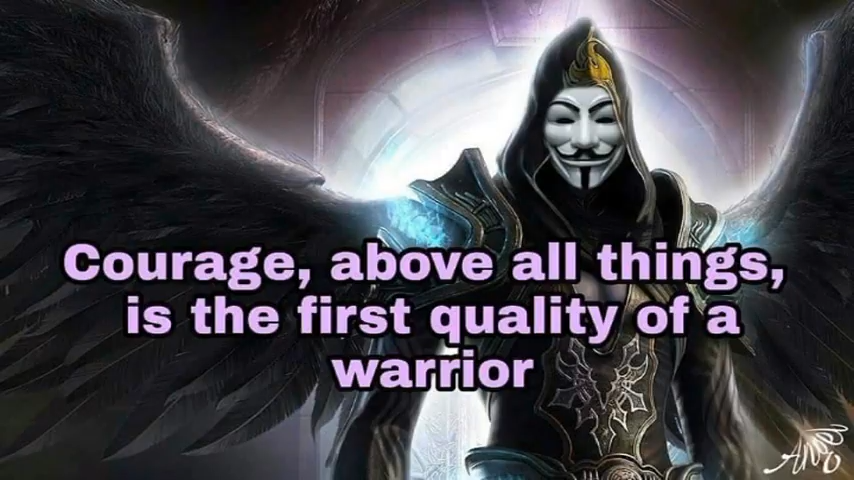 Courage, above all things,
is the first quality of a
warrior